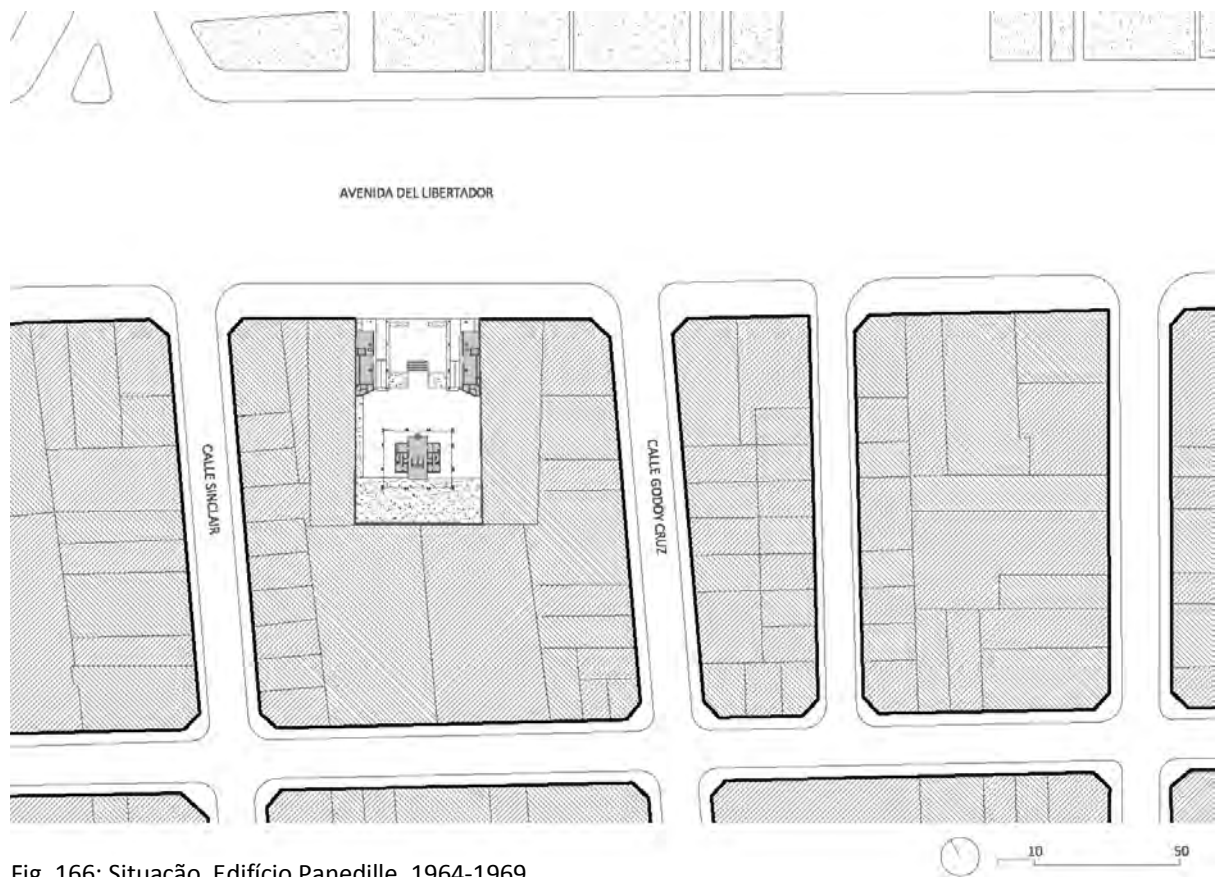 AVENIDA DEL LIBERTADOR
CALLE SINCLAIR
CALLE GODOY CRUZ
10 50
Fig. 166: Situação. Edifício Panedille, 1964-1969